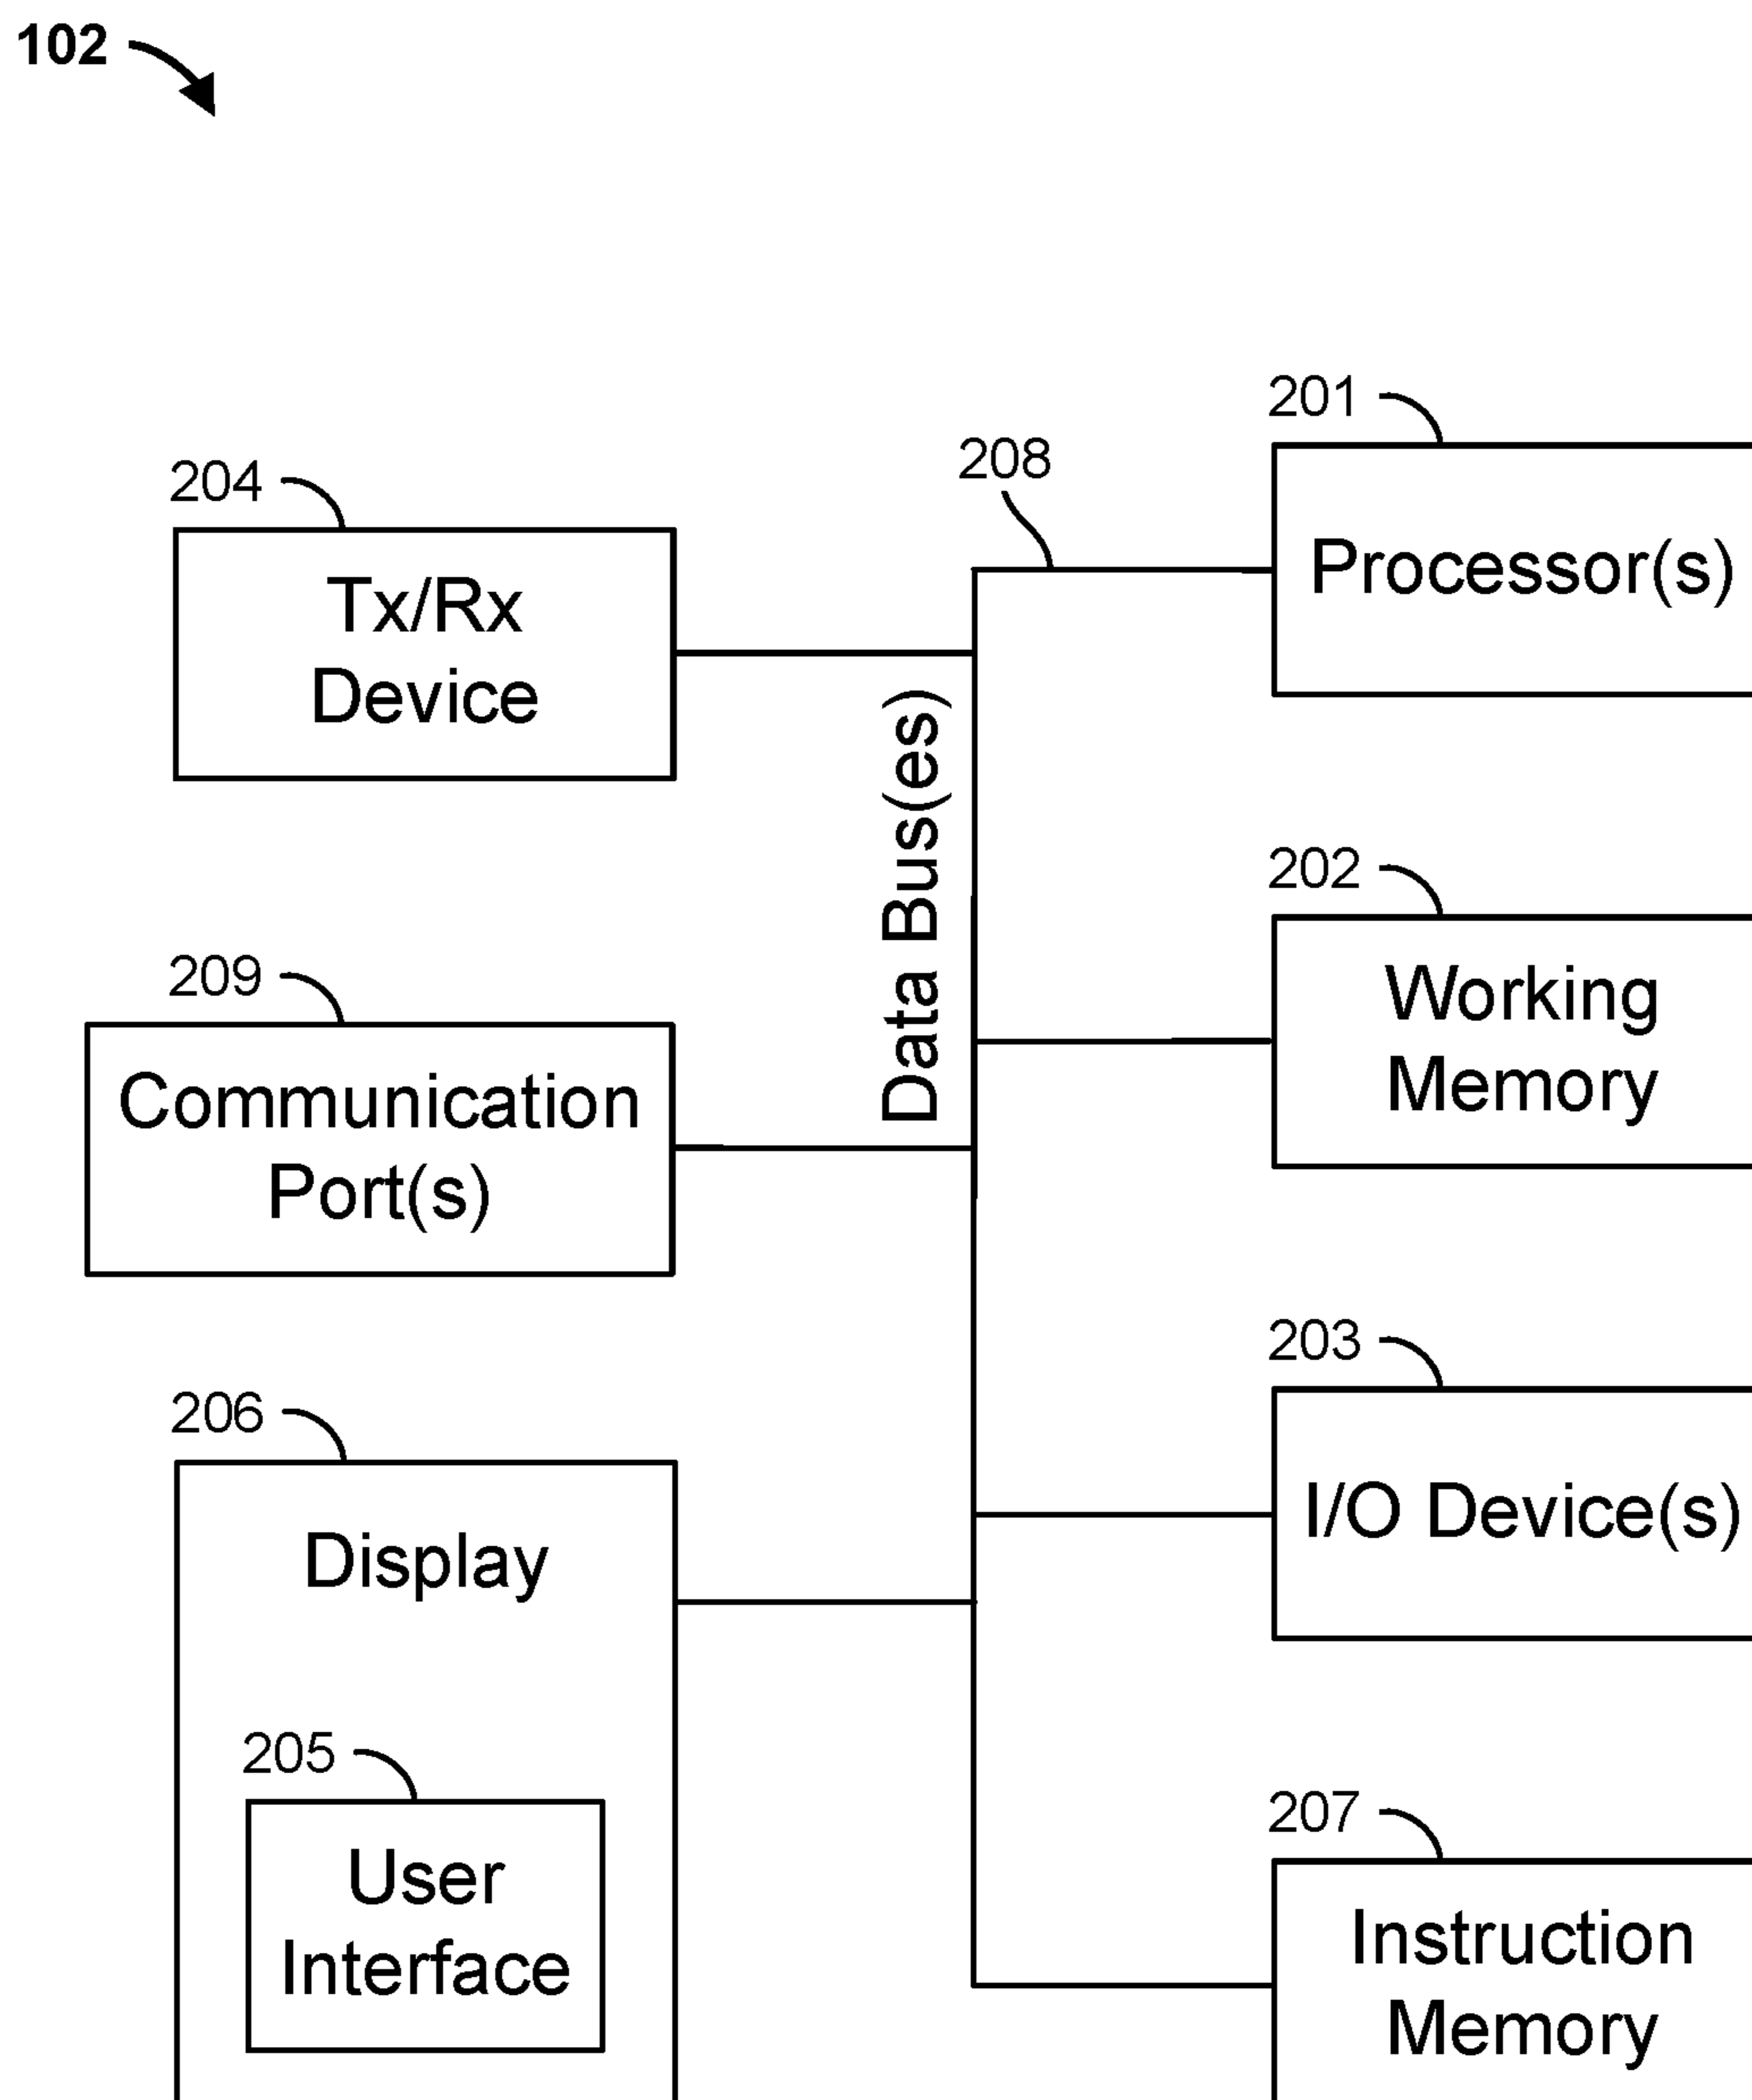 102
201
208
204
Processor(s)
Tx/Rx
Device
Data Bus(es)
202
209
Working
Memory
Communication
Port(s)
203
206
I/O Device(s)
Display
205
207
User
Interface
Instruction
Memory